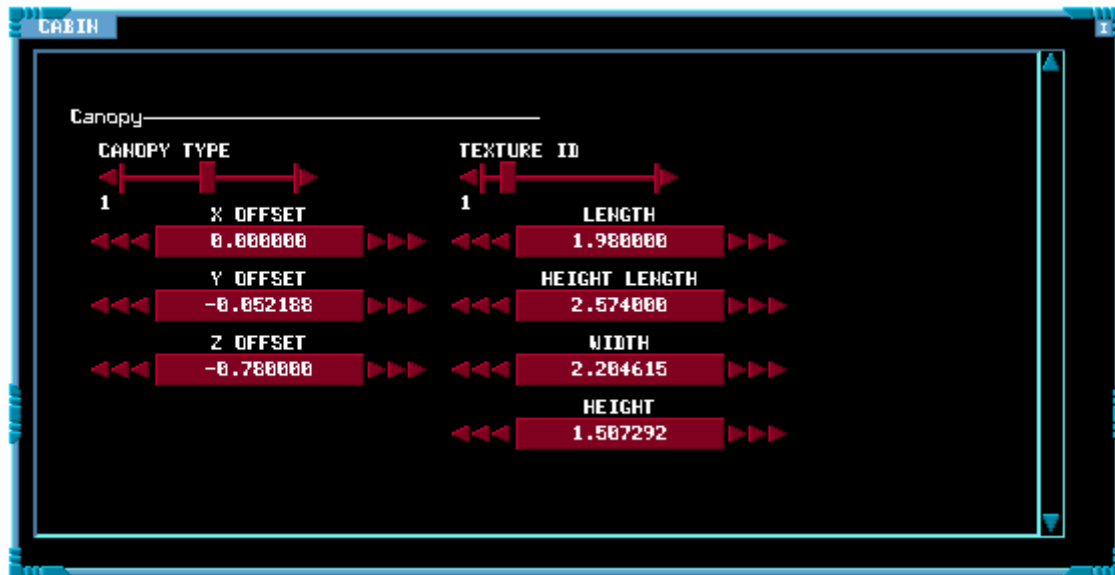 CABIN
I
Canopy
CANOPY TYPE
1
X OFFSET
0.000000
Y OFFSET
-0.052188
Z OFFSET
-0.780000
TEXTURE ID
1
LENGTH
1.980000
HEIGHT LENGTH
2.574000
WIDTH
2.204615
HEIGHT
1.507292